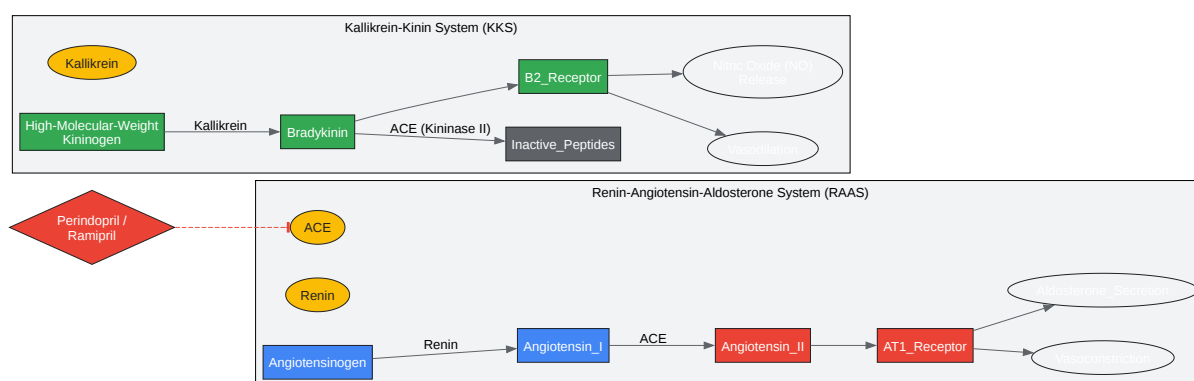 Kallikrein-Kinin System (KKS)
Kallikrein
High-Molecular-Weight
Kininogen
Kallikrein
Bradykinin
ACE (Kininase II)
B2_Receptor
Inactive_Peptides
Nitric Oxide (NO)
Release
Vasodilation
Perindopril /
Ramipril
Renin-Angiotensin-Aldosterone System (RAAS)
ACE
Renin
Angiotensinogen
Renin
Angiotensin_I
ACE
Angiotensin_II
AT1_Receptor
Aldosterone_Secretion
Vasoconstriction